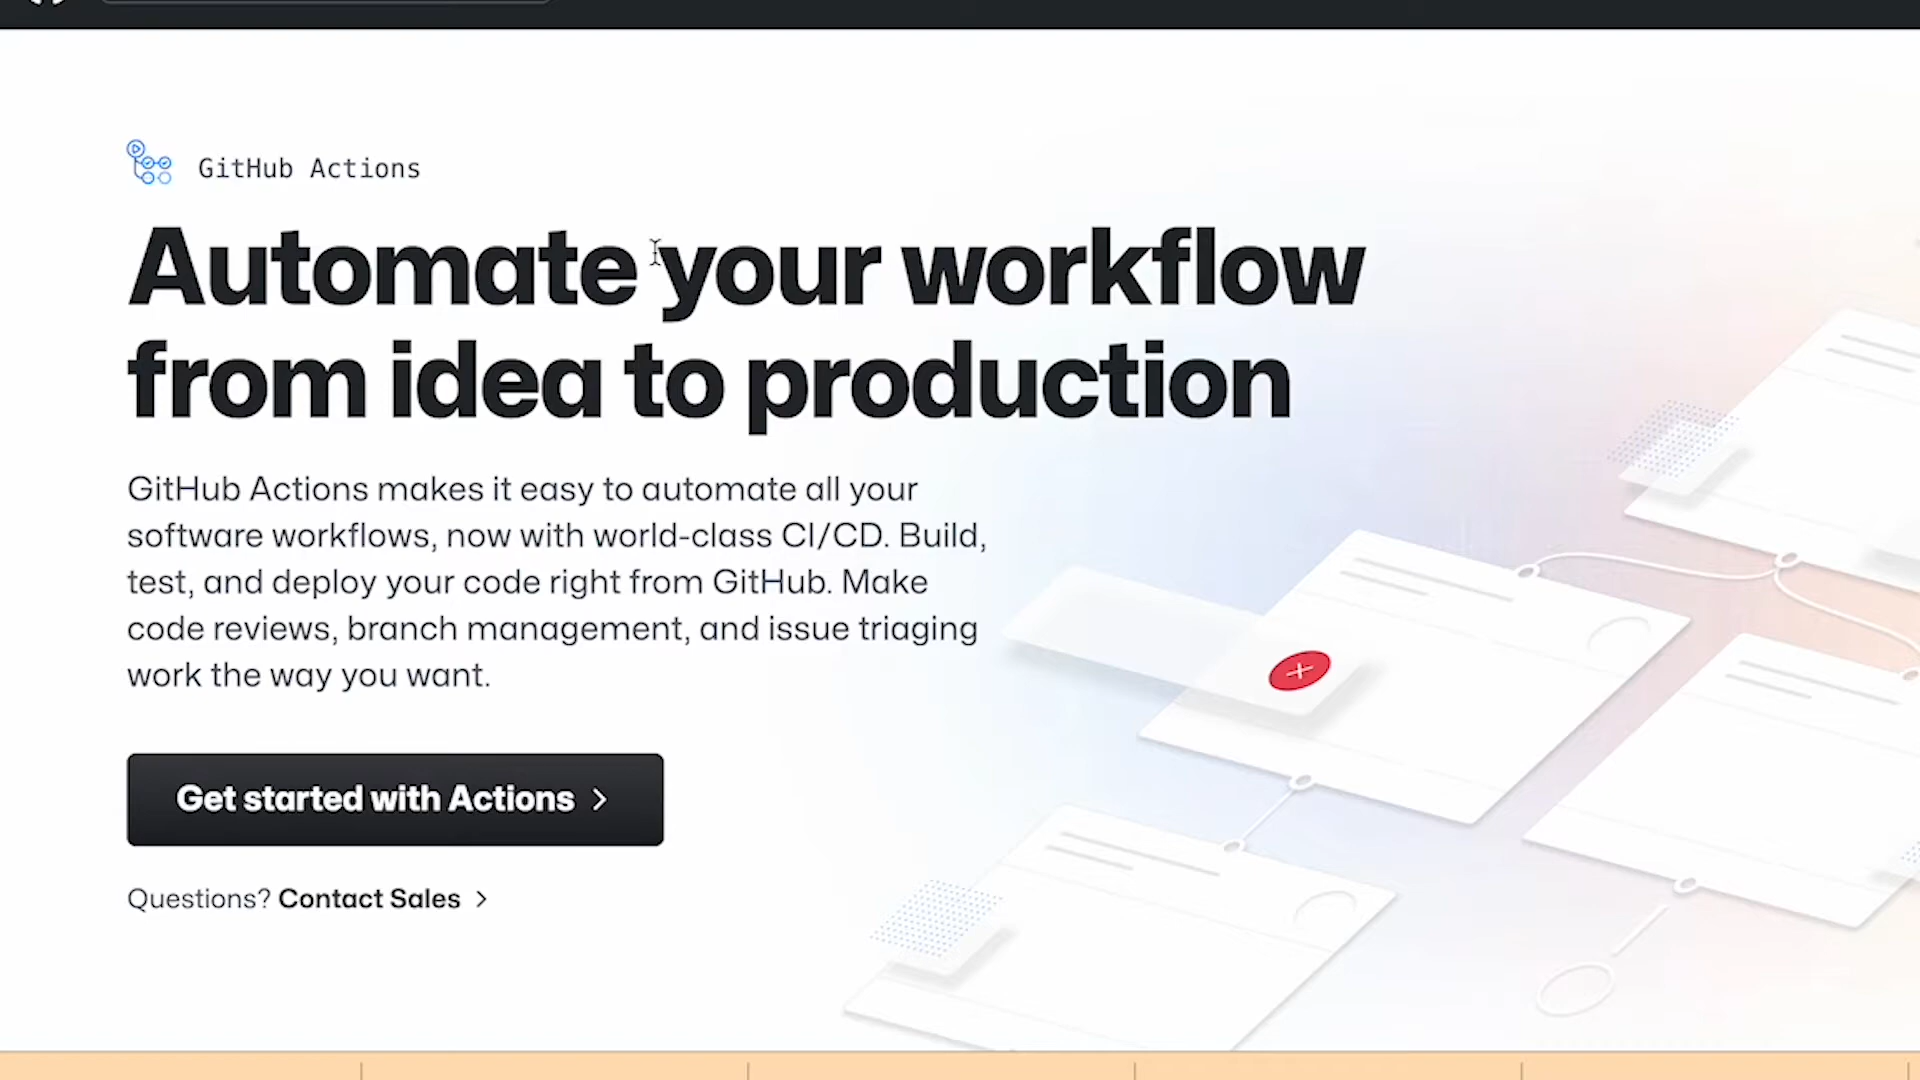 GitHub Actions
Automate your workflow
from idea to production
GitHub Actions makes it easy to automate all your
software workflows, now with world-class CI/CD. Build,
test, and deploy your code right from GitHub. Make
code reviews, branch management, and issue triaging
work the way you want.
Get started with Actions
Questions? Contact Sales